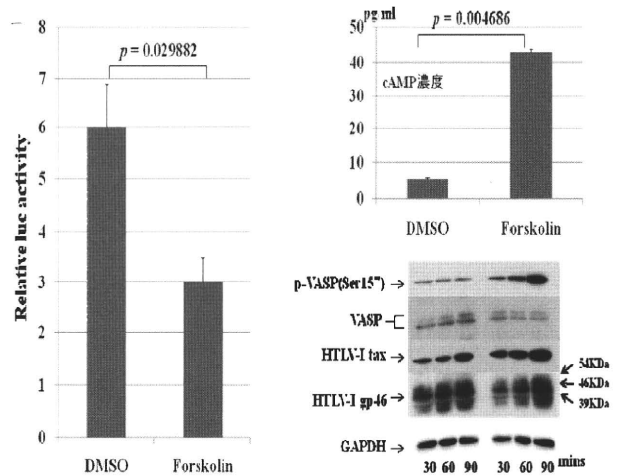 p = 0.029882
Relative luc activity
8
7
6
5
4
3
2
1
0
DMSO Forskolin
pg ml
p = 0.004686
cAMP濃度
50
40
30
20
10
0
DMSO Forskolin
p-VASP(Ser157)→
VASP
HTLV-I tax→
HTLV-I gp46→
54KDa
46KDa
39KDa
GAPDH→
30 60 90 30 60 90 mins